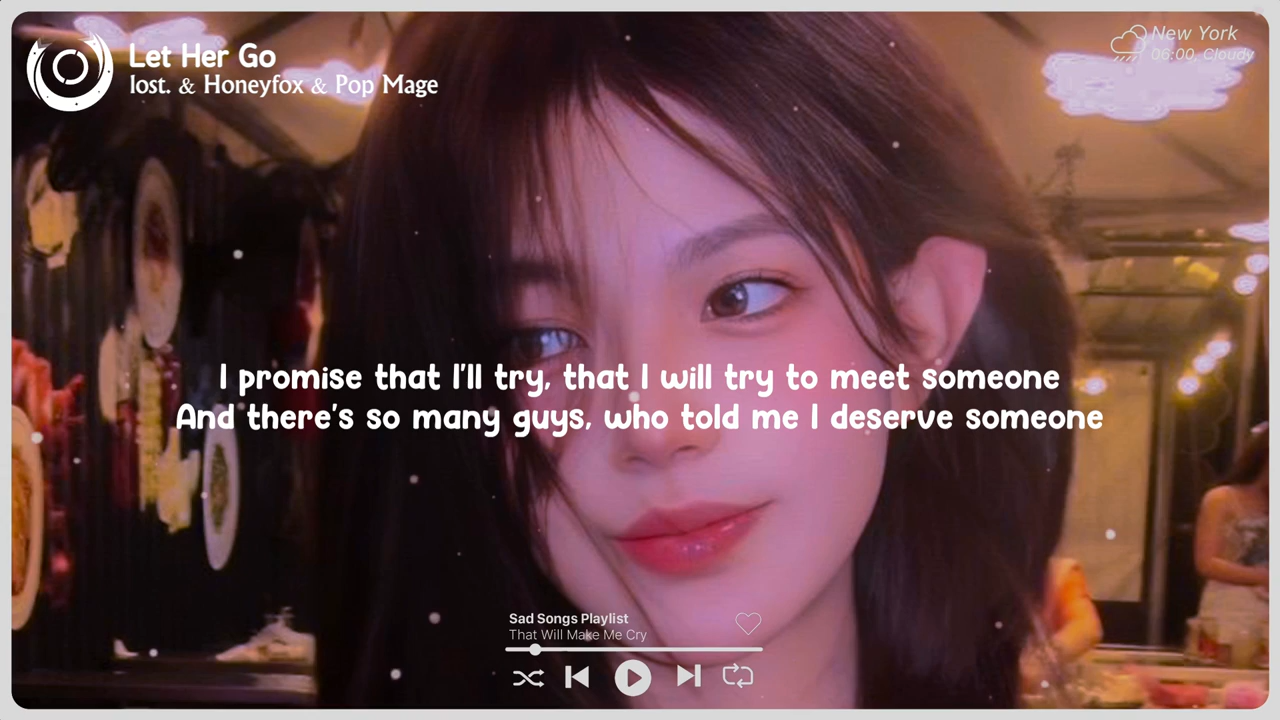 Let Her Go
lost. & Honeyfox & Pop Mage
New York
06:00, Cloudy
I promise that I'll try, that I will try to meet someone
And there's so many guys, who told me I deserve someone
Sad Songs Playlist
That Will Make Me Cry